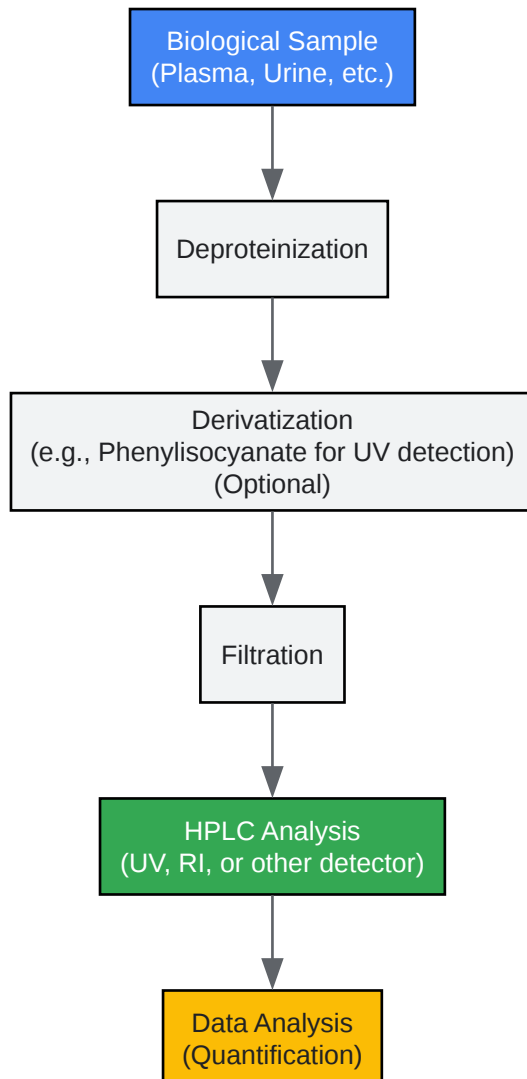 Biological Sample
(Plasma, Urine, etc.)
Deproteinization
Derivatization
(e.g., Phenylisocyanate for UV detection)
(Optional)
Filtration
HPLC Analysis
(UV, RI, or other detector)
Data Analysis
(Quantification)